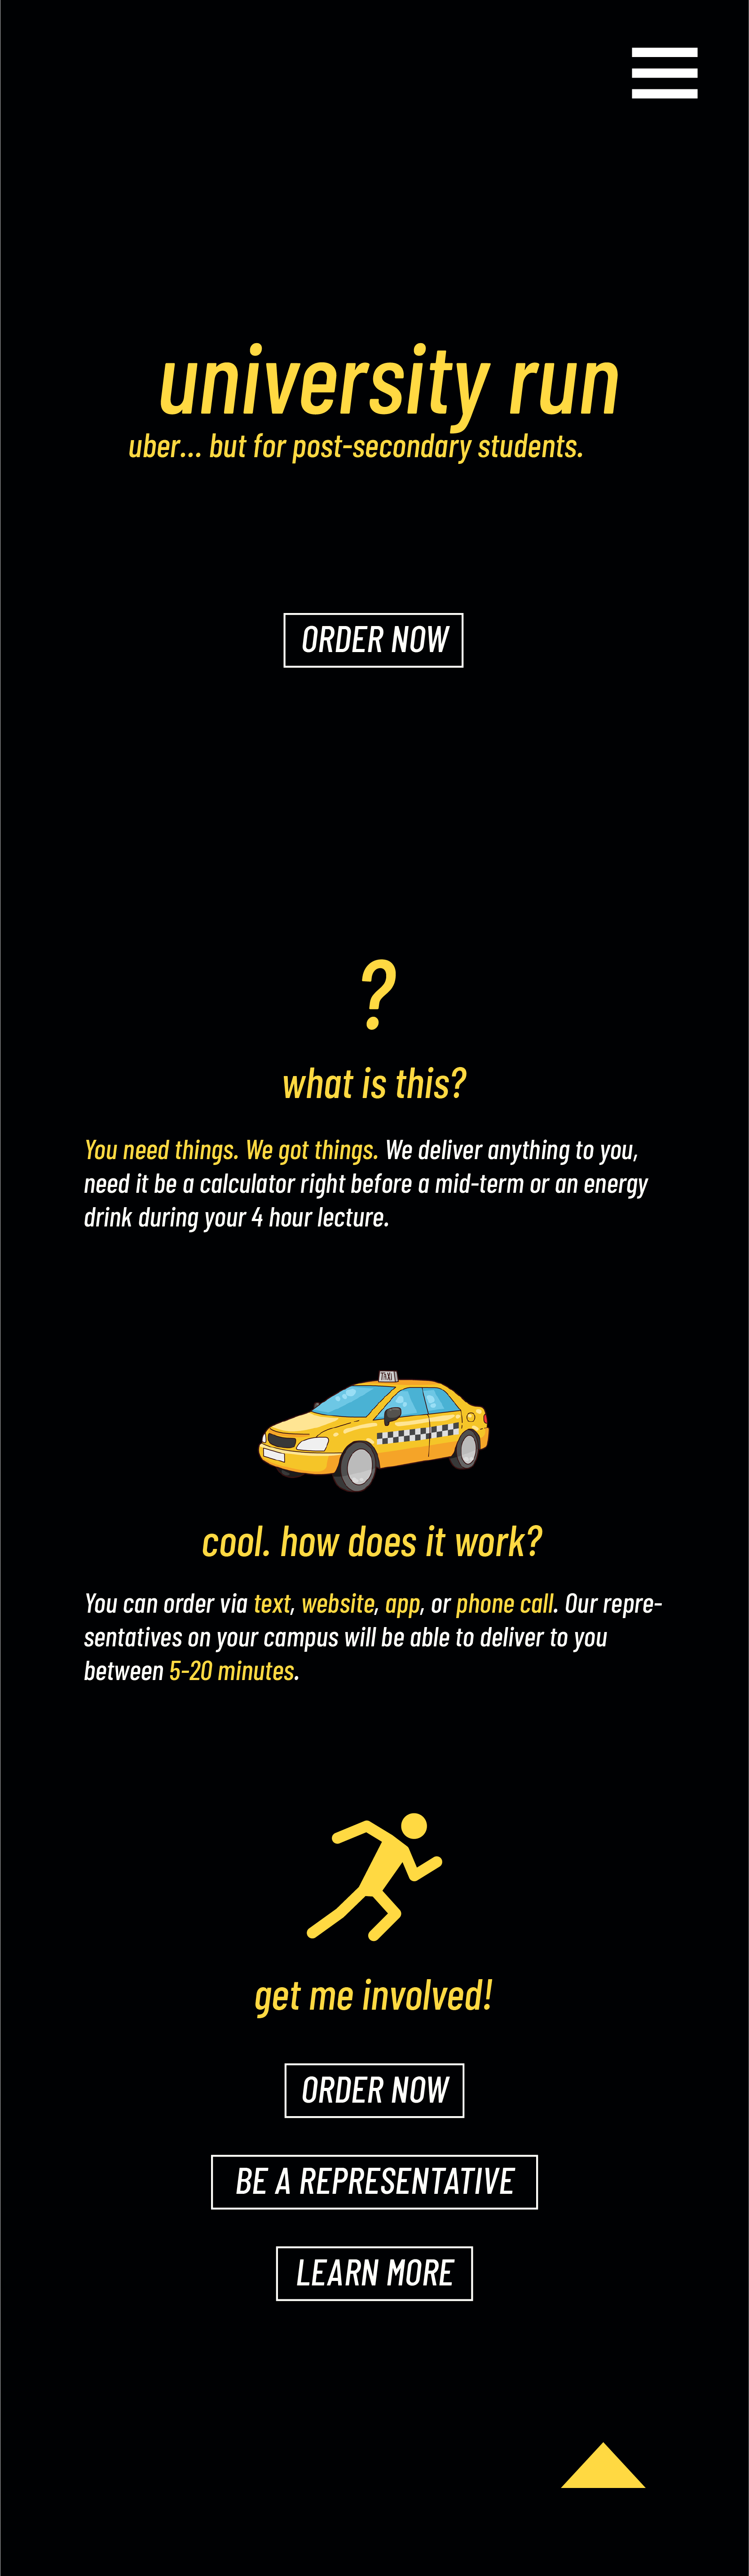 university run
uber... but for post-secondary students.
ORDER NOW
?
what is this?
You need things. We got things. We deliver anything to you,
need it be a calculator right before a mid-term or an energy
drink during your 4 hour lecture.
TAXI
cool. how does it work?
You can order via text, website, app, or phone call. Our repre-
sentatives on your campus will be able to deliver to you
between 5-20 minutes.
get me involved!
ORDER NOW
BE A REPRESENTATIVE
LEARN MORE